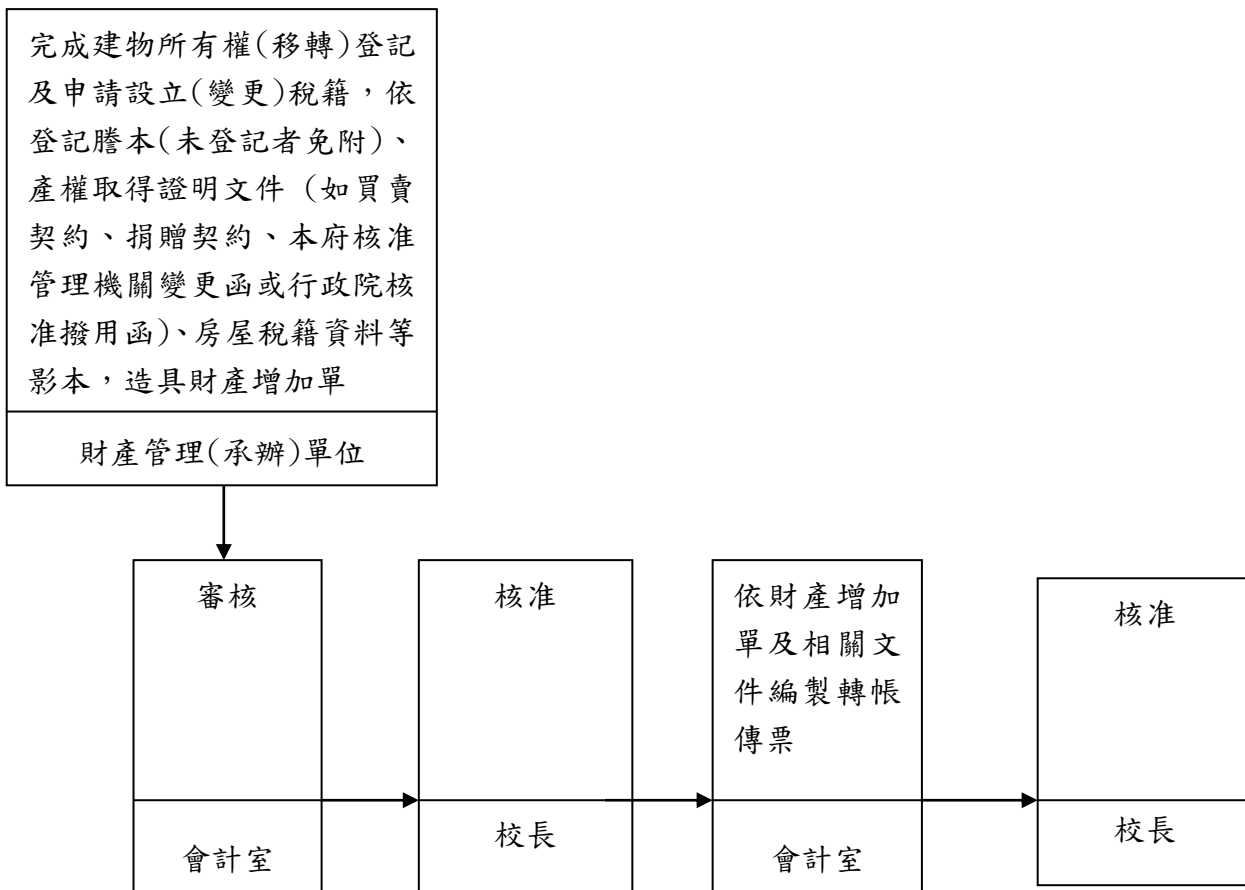 完成建物所有權(移轉)登記
及申請設立(變更)稅籍，依
登記謄本(未登記者免附)、
產權取得證明文件 (如買賣
契約、捐贈契約、本府核准
管理機關變更函或行政院核
准撥用函)、房屋稅籍資料等
影本，造具財產增加單
財產管理(承辦)單位
審核
會計室
核准
校長
依財產增加
單及相關文
件編製轉帳
傳票
會計室
核准
校長